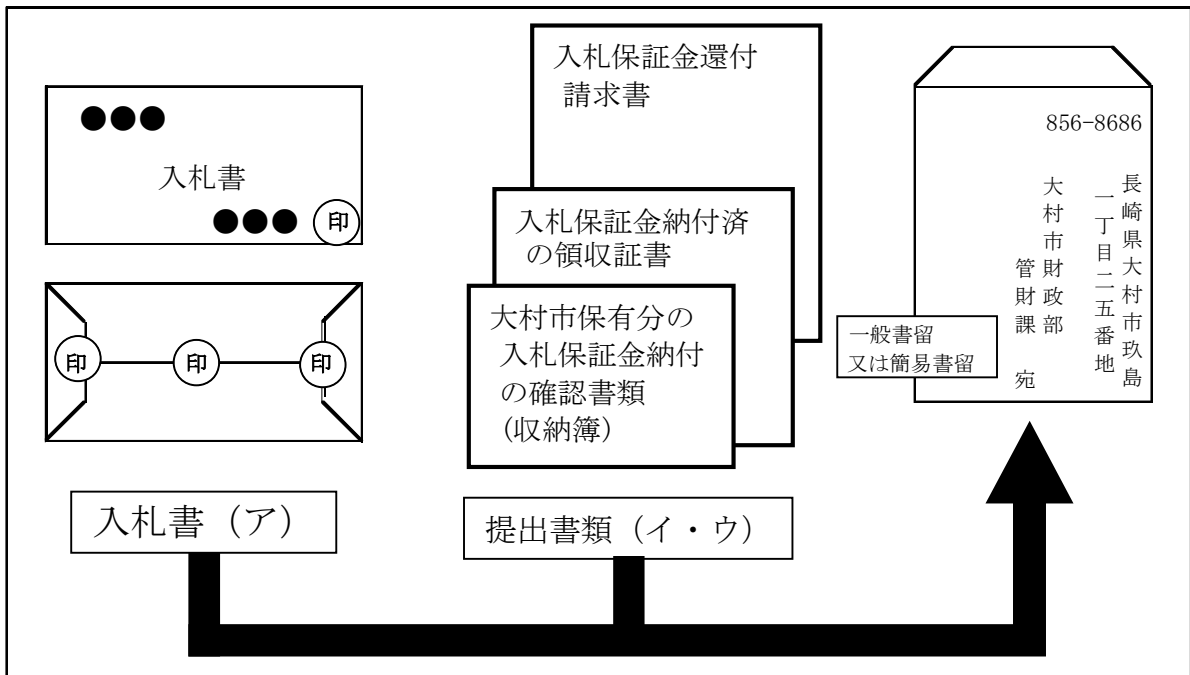 ●●●
入札書
●●●
印
印
印
印
入札書（ア）
入札保証金還付
請求書
入札保証金納付済
の領収証書
大村市保有分の
入札保証金納付
の確認書類
（収納簿）
提出書類（イ・ウ）
856-8686
長崎県大村市玖島
一丁目二五番地
大村市財政部
管財課　宛
一般書留
又は簡易書留